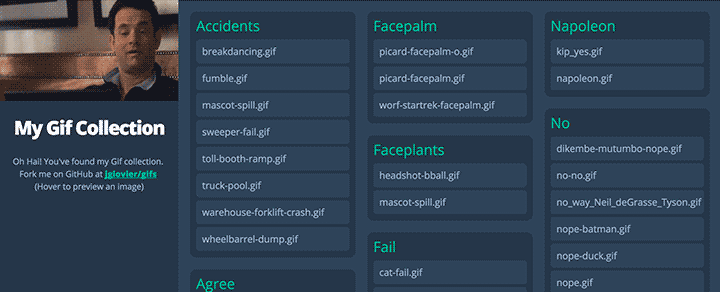 My Gif Collection
Oh Hai! You've found my Gif collection.
Fork me on GitHub at jglovier/gifs
(Hover to preview an image)
Accidents
breakdancing.gif
fumble.gif
mascot-spill.gif
sweeper-fail.gif
toll-booth-ramp.gif
truck-pool.gif
warehouse-forklift-crash.gif
wheelbarrel-dump.gif
Agree
Facepalm
picard-facepalm-o.gif
picard-facepalm.gif
worf-startrek-facepalm.gif
Faceplants
headshot-bball.gif
mascot-spill.gif
Fail
cat-fail.gif
Napoleon
kip_yes.gif
napoleon.gif
No
dikembe-mutumbo-nope.gif
no-no.gif
no_way_Neil_deGrasse_Tyson.gif
nope-batman.gif
nope-duck.gif
nope.gif